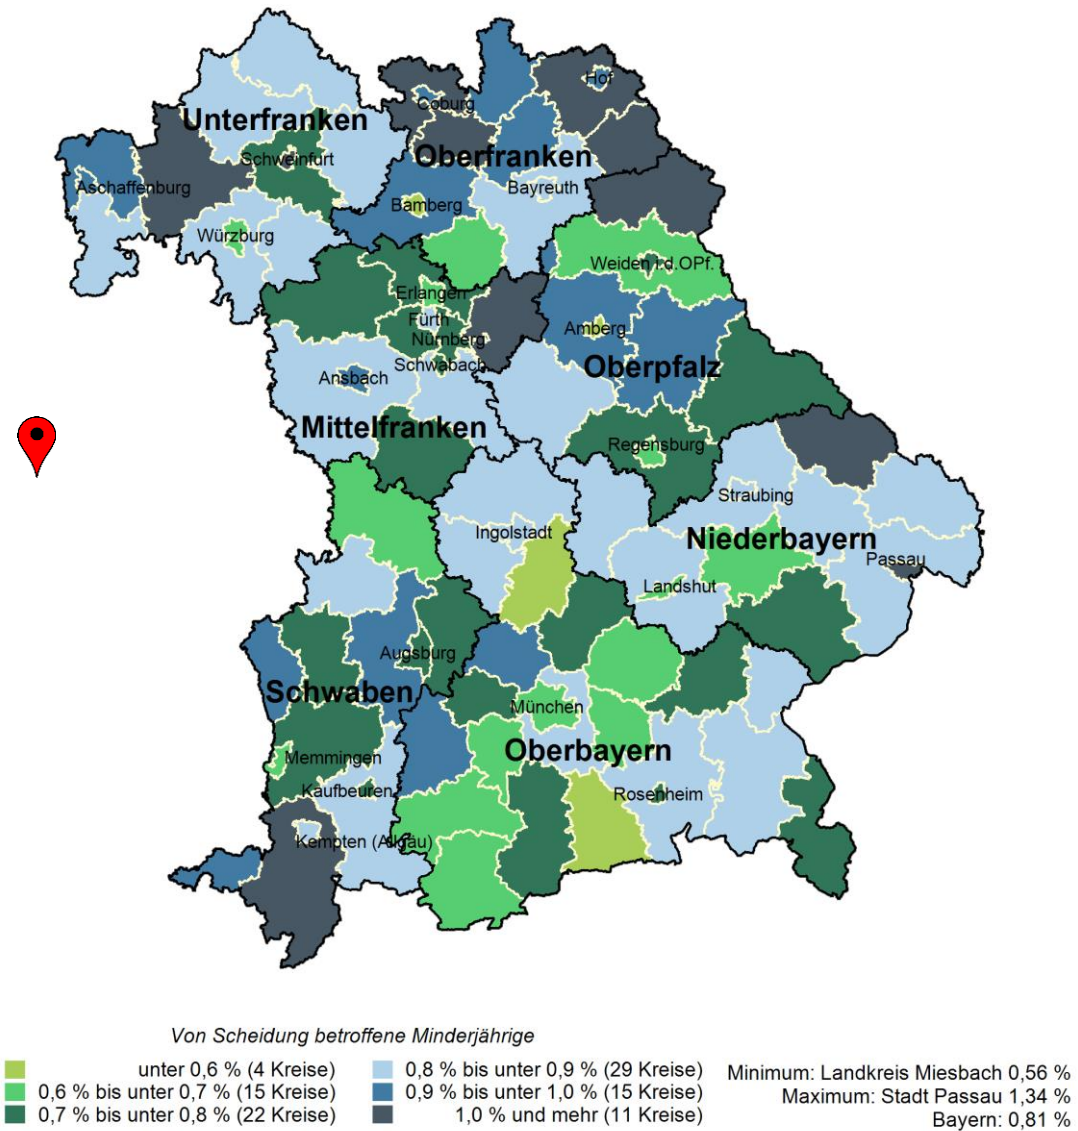 Hof
Coburg
Unterfranken
Schweinfurt
Oberfranken
Aschaffenburg
Bayreuth
Bamberg
Würzburg
Weiden i.d.OPf.
Erlangen
Fürth
Amberg
Nürnberg
Schwabach
Oberpfalz
Ansbach
Mittelfranken
Regensburg
Straubing
Ingolstadt
Niederbayern
Passau
Landshut
Augsburg
Schwaben
München
Oberbayern
Memmingen
Kaufbeuren
Rosenheim
Kempten (Allgäu)
Von Scheidung betroffene Minderjährige
unter 0,6 % (4 Kreise)
0,6 % bis unter 0,7 % (15 Kreise)
0,7 % bis unter 0,8 % (22 Kreise)
0,8 % bis unter 0,9 % (29 Kreise)
0,9 % bis unter 1,0 % (15 Kreise)
1,0 % und mehr (11 Kreise)
Minimum: Landkreis Miesbach 0,56 %
Maximum: Stadt Passau 1,34 %
Bayern: 0,81 %